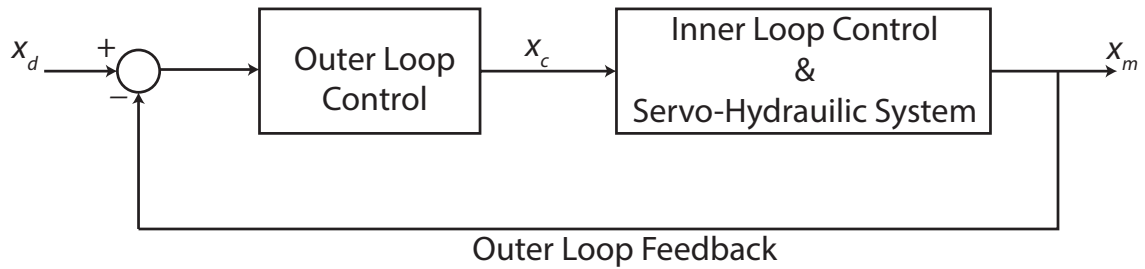 x_d
+
−
Outer Loop
Control
x_c
Inner Loop Control
&
Servo-Hydrauilic System
x_m
Outer Loop Feedback